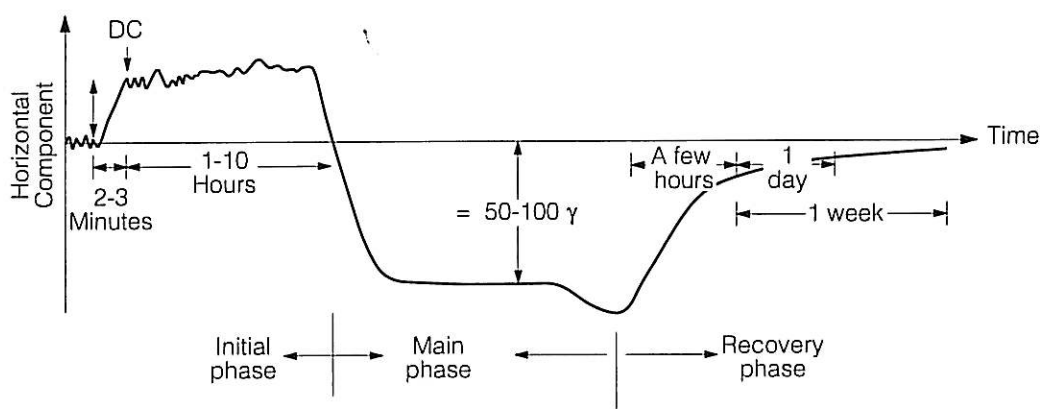 DC
Horizontal
Component
Time
1-10
Hours
2-3
Minutes
= 50-100 γ
A few
hours
1
day
1 week
Initial
phase
Main
phase
Recovery
phase